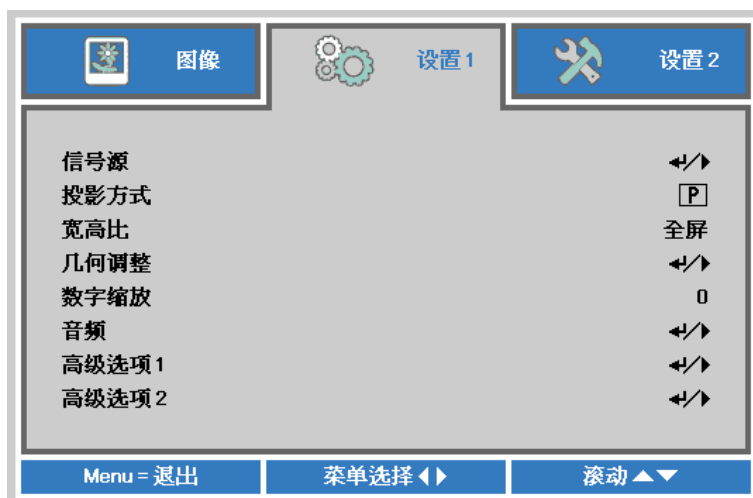 图像
设置1
设置2
信号源 ↵/▶
投影方式 P
宽高比 全屏
几何调整 ↵/▶
数字缩放 0
音频 ↵/▶
高级选项1 ↵/▶
高级选项2 ↵/▶
Menu = 退出
菜单选择 ◀▶
滚动 ▲▼